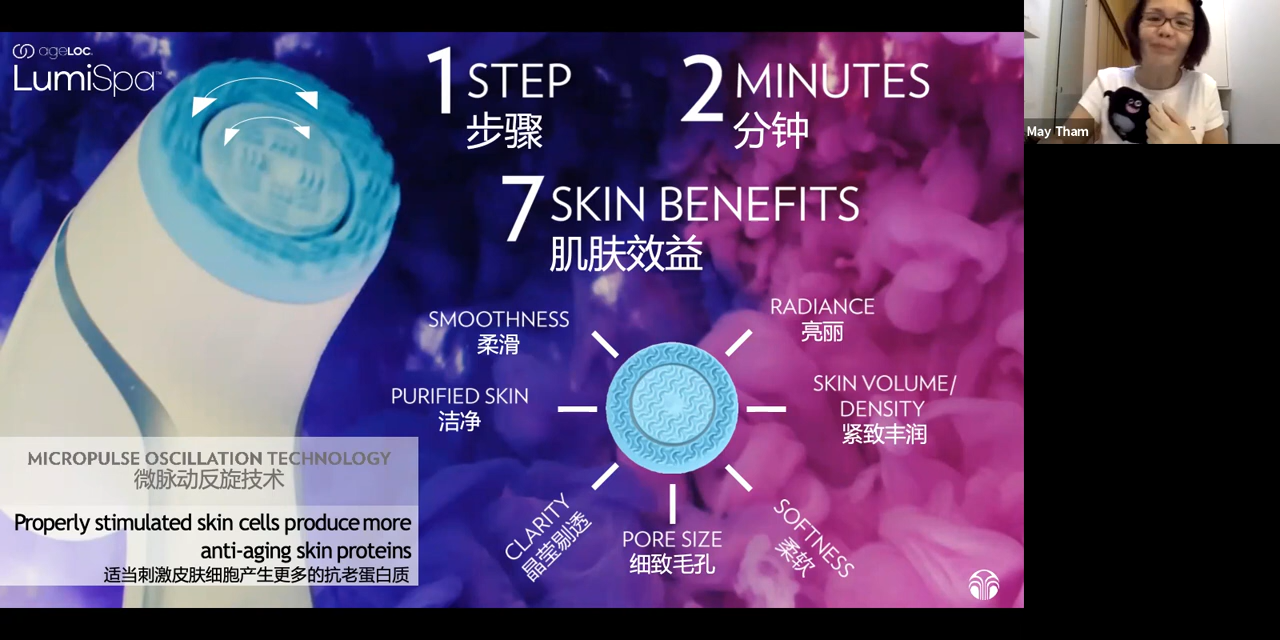 ageLOC
LumiSpa™
1 STEP
步骤
2 MINUTES
分钟
7 SKIN BENEFITS
肌肤效益
SMOOTHNESS
柔滑
RADIANCE
亮丽
PURIFIED SKIN
洁净
SKIN VOLUME/
DENSITY
紧致丰润
CLARITY
晶莹剔透
PORE SIZE
细致毛孔
SOFTNESS
柔软
MICROPULSE OSCILLATION TECHNOLOGY
微脉动反旋技术
Properly stimulated skin cells produce more
anti-aging skin proteins
适当刺激皮肤细胞产生更多的抗老蛋白质
May Tham